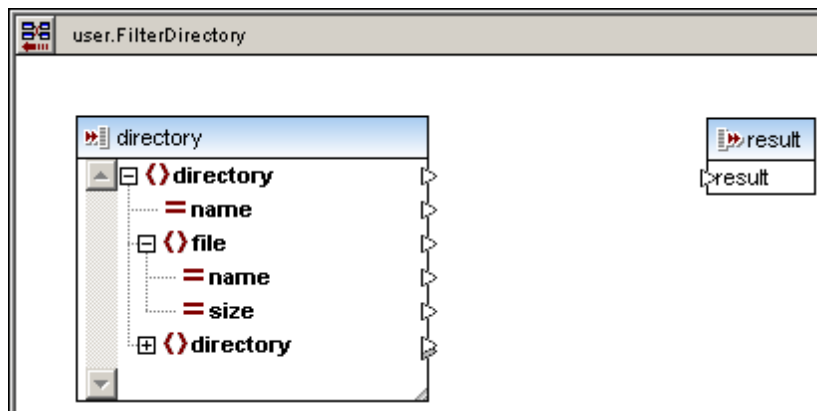 user.FilterDirectory
directory
directory
name
file
name
size
directory
result
result